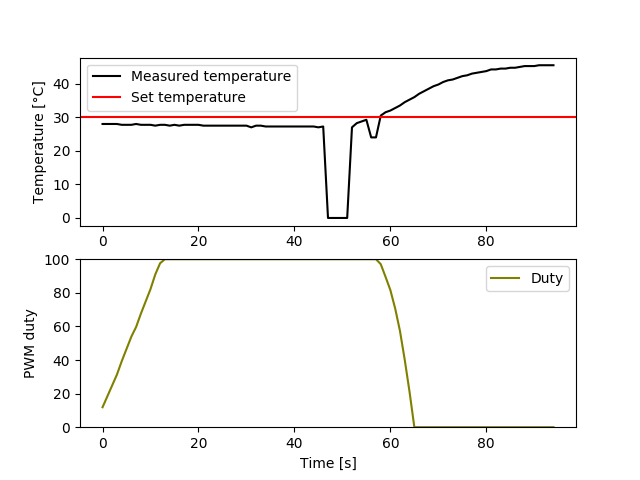 Measured temperature
Set temperature
Temperature [°C]
40
30
20
10
0
0 20 40 60 80
Duty
PWM duty
100
80
60
40
20
0
0 20 40 60 80
Time [s]